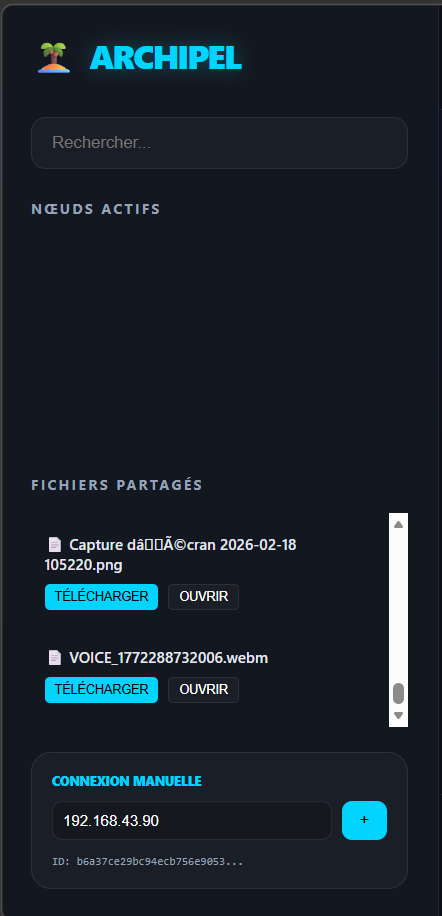 ARCHIPEL
Rechercher...
NŒUDS ACTIFS
FICHIERS PARTAGÉS
Capture dâ▯▯Ã©cran 2026-02-18
105220.png
TÉLÉCHARGER OUVRIR
VOICE_1772288732006.webm
TÉLÉCHARGER OUVRIR
CONNEXION MANUELLE
192.168.43.90 +
ID: b6a37ce29bc94ecb756e9053...